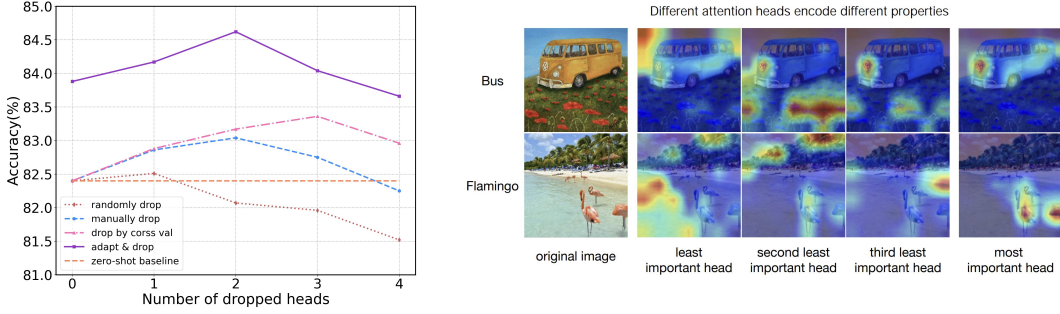 85.0
84.5
84.0
83.5
83.0
82.5
82.0
81.5
81.0
Accuracy(%)
randomly drop
manually drop
drop by corss val
adapt & drop
zero-shot baseline
0 1 2 3 4
Number of dropped heads
Different attention heads encode different properties
Bus
Flamingo
original image
least
important head
second least
important head
third least
important head
most
important head